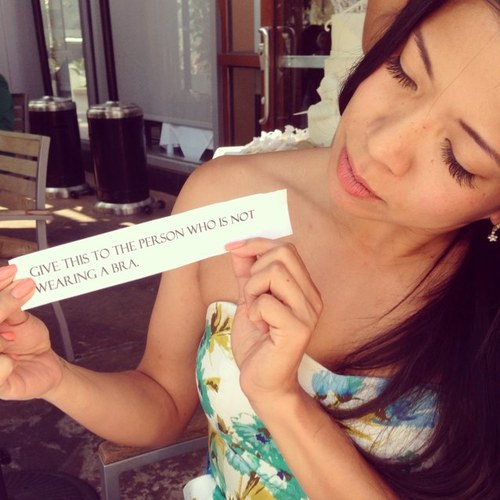 GIVE THIS TO THE PERSON WHO IS NOT
WEARING A BRA.